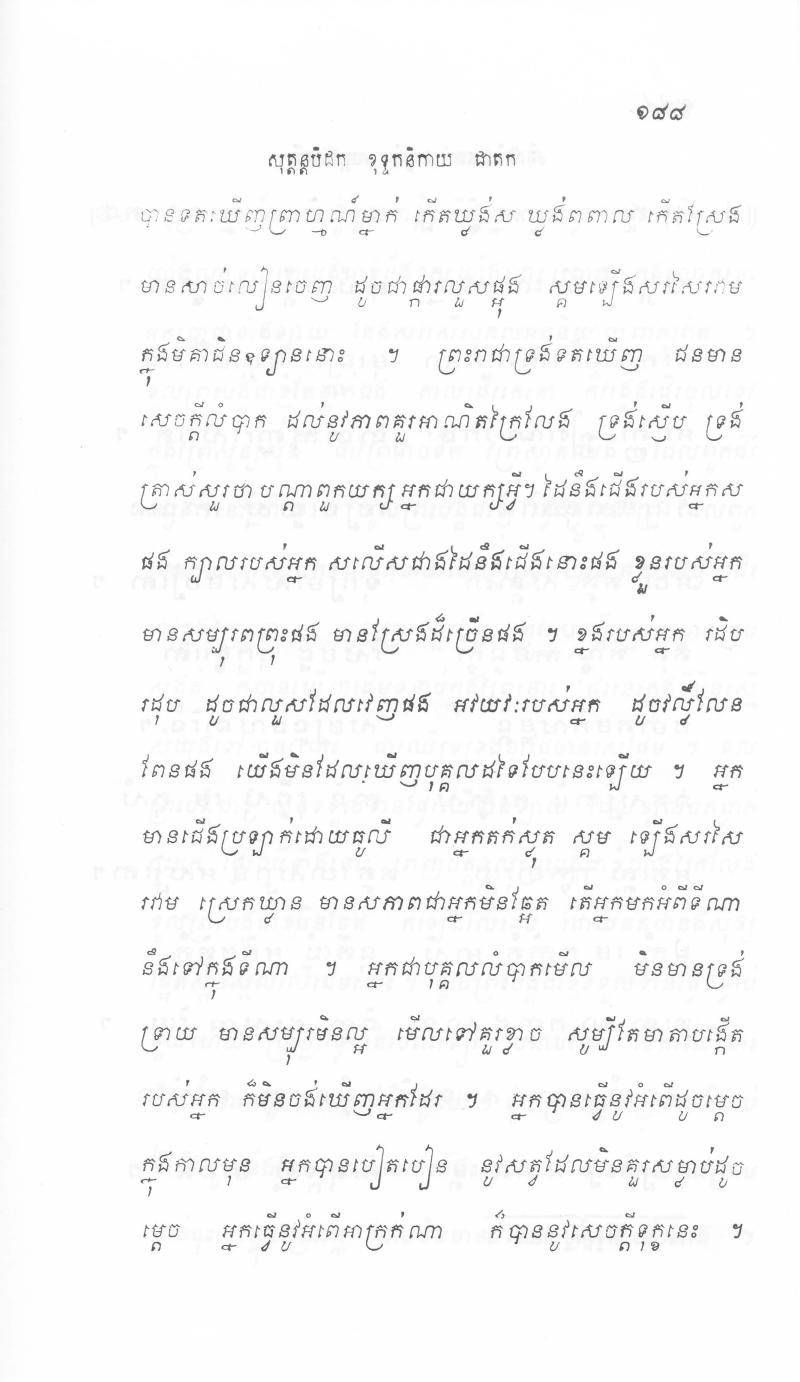 ១៨៨
សុត្តន្តបិដក ខុទ្ទកនិកាយ ជាតក
បានទតៈឃើញព្រាហ្មណ៍ម្នាក់ កើតឃ្លង់ស ឃ្លង់ពពាល កើតស្រែង
មានសាច់លៀនចេញ ដូចជាផ្ការលួសផ្អុង ស្គមឡើងសរសៃរវាម
ក្នុងមិគាជិនឧទ្យាននោះ ។ ព្រះរាជាទ្រង់ទតឃើញ ជនមាន
សេចក្តីលំបាក ដល់នូវភាពគួរអាណិតក្រៃលែង ទ្រង់ស្ញើប ទ្រង់
ត្រាស់សួរថា បណ្តាពួកយក្ស អ្នកជាយក្សអ្វី។ ដៃនឹងជើងរបស់អ្នកស
ផង ក្បាលរបស់អ្នក សលើសជាងដៃនឹងជើងនោះផង ខ្លួនរបស់អ្នក
មានសម្បុរពព្រុះផង មានស្រែងដ៏ច្រើនផង ។ ខ្នងរបស់អ្នក រដិប
រដុប ដូចជាលួសដែលវេញផង អវយវៈរបស់អ្នក ដូចវល្លិ៍លែន
ពែនផង យើងមិនដែលឃើញបុគ្គលដទៃបែបនេះឡើយ ។ អ្នក
មានជើងប្រឡាក់ដោយធូលី ជាអ្នកតក់ស្លុត ស្គម ឡើងសរសៃ
រវាម ស្រេកឃ្លាន មានសភាពជាអ្នកមិនឆ្អែត តើអ្នកមកអំពីទីណា
នឹងទៅក្នុងទីណា ។ អ្នកជាបុគ្គលលំបាកមើល មិនមានទ្រង់
ទ្រាយ មានសម្បុរមិនល្អ មើលទៅគួរខ្លាច សូម្បីតែមាតាបង្កើត
របស់អ្នក ក៏មិនចង់ឃើញអ្នកដែរ ។ អ្នកបានធ្វើនូវអំពើដូចម្តេច
ក្នុងកាលមុន អ្នកបានបៀតបៀន នូវសត្វដែលមិនគួរសម្លាប់ដូច
ម្តេច អ្នកធ្វើនូវអំពើអាក្រក់ណា ក៏បាននូវសេចក្តីទុក្ខនេះ ។